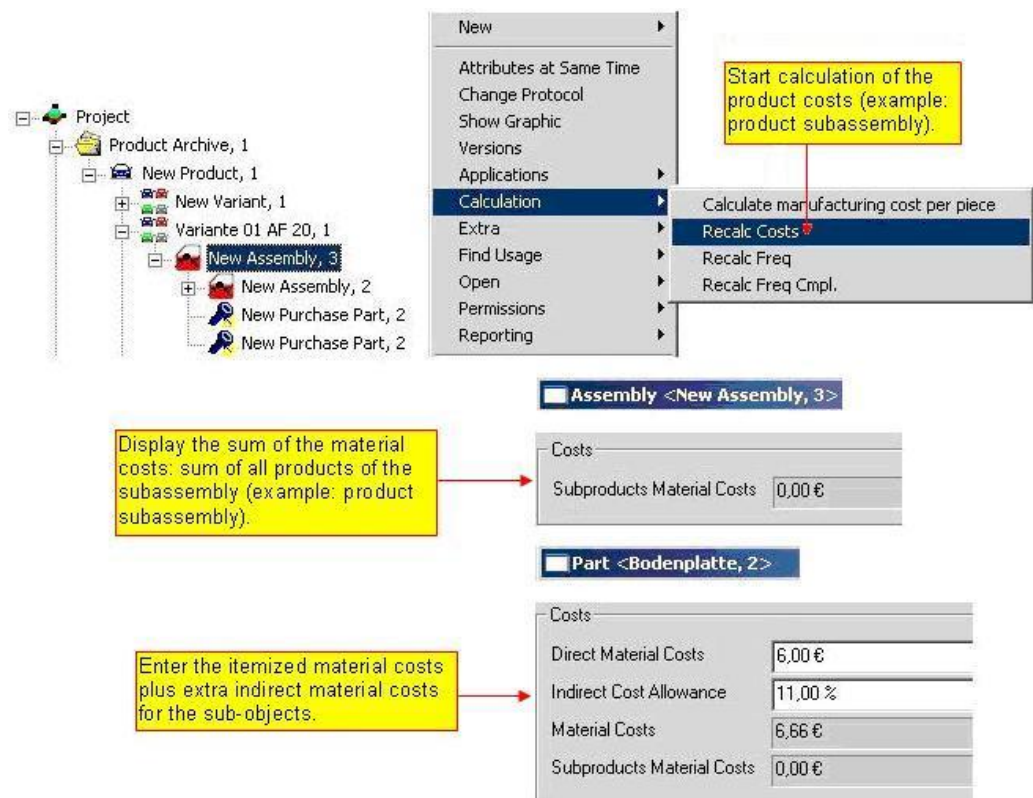 Project
Product Archive, 1
New Product, 1
New Variant, 1
Variante 01 AF 20, 1
New Assembly, 3
New Assembly, 2
New Purchase Part, 2
New Purchase Part, 2
New
Attributes at Same Time
Change Protocol
Show Graphic
Versions
Applications
Calculation
Extra
Find Usage
Open
Permissions
Reporting
Start calculation of the
product costs (example:
product subassembly).
Calculate manufacturing cost per piece
Recalc Costs
Recalc Freq
Recalc Freq Cmpl.
Assembly <New Assembly, 3>
Display the sum of the material
costs: sum of all products of the
subassembly (example: product
subassembly).
Costs
Subproducts Material Costs 0,00 €
Part <Bodenplatte, 2>
Enter the itemized material costs
plus extra indirect material costs
for the sub-objects.
Costs
Direct Material Costs 6,00 €
Indirect Cost Allowance 11,00 %
Material Costs 6,66 €
Subproducts Material Costs 0,00 €